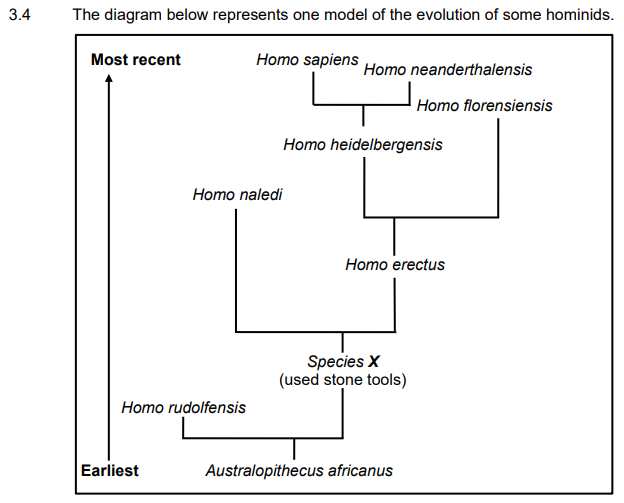 3.4 The diagram below represents one model of the evolution of some hominids.
Most recent
Homo sapiens
Homo neanderthalensis
Homo florensiensis
Homo heidelbergensis
Homo naledi
Homo erectus
Species X
(used stone tools)
Homo rudolfensis
Earliest
Australopithecus africanus